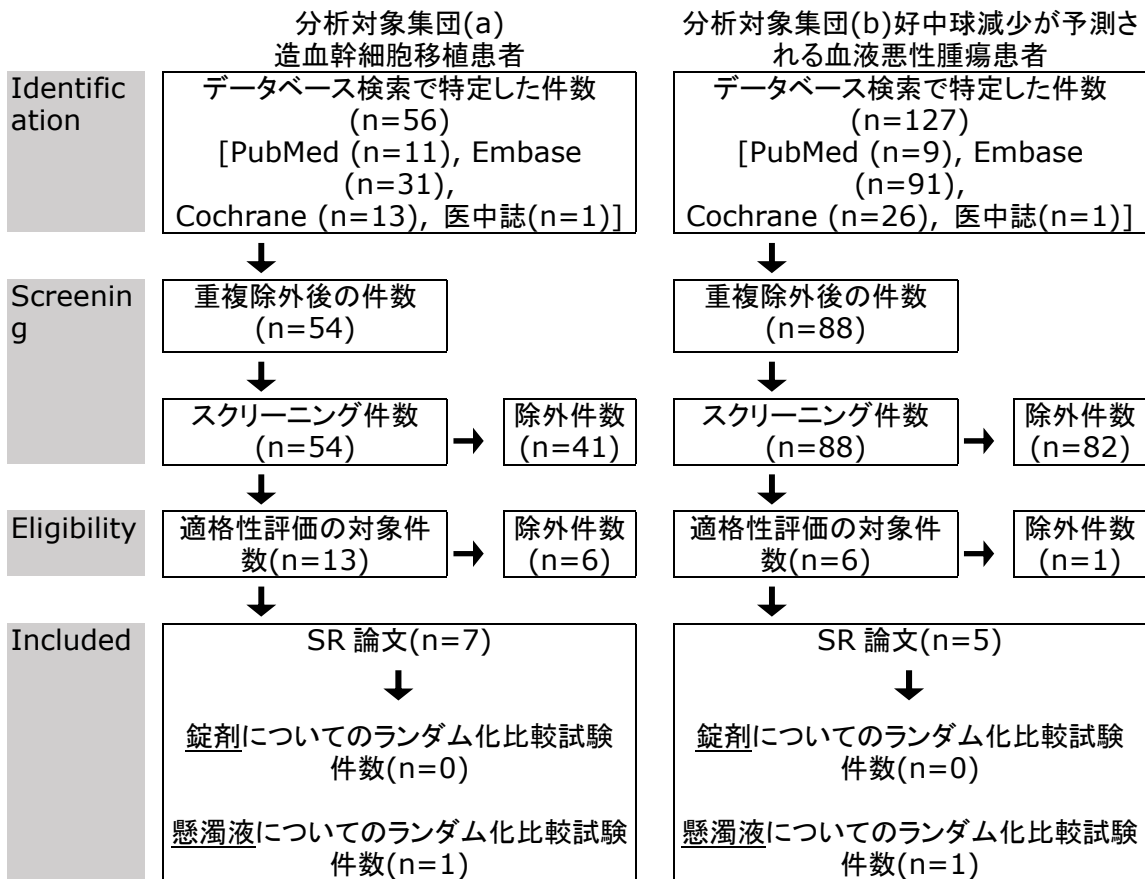 分析対象集団(a)
造血幹細胞移植患者
分析対象集団(b)好中球減少が予測さ
れる血液悪性腫瘍患者
Identific
ation
データベース検索で特定した件数
(n=56)
[PubMed (n=11), Embase
(n=31),
Cochrane (n=13), 医中誌(n=1)]
データベース検索で特定した件数
(n=127)
[PubMed (n=9), Embase
(n=91),
Cochrane (n=26), 医中誌(n=1)]
Screenin
g
重複除外後の件数
(n=54)
重複除外後の件数
(n=88)
スクリーニング件数
(n=54)
除外件数
(n=41)
スクリーニング件数
(n=88)
除外件数
(n=82)
Eligibility
適格性評価の対象件
数(n=13)
除外件数
(n=6)
適格性評価の対象件
数(n=6)
除外件数
(n=1)
Included
SR 論文(n=7)
錠剤についてのランダム化比較試験
件数(n=0)
懸濁液についてのランダム化比較試験
件数(n=1)
SR 論文(n=5)
錠剤についてのランダム化比較試験
件数(n=0)
懸濁液についてのランダム化比較試験
件数(n=1)